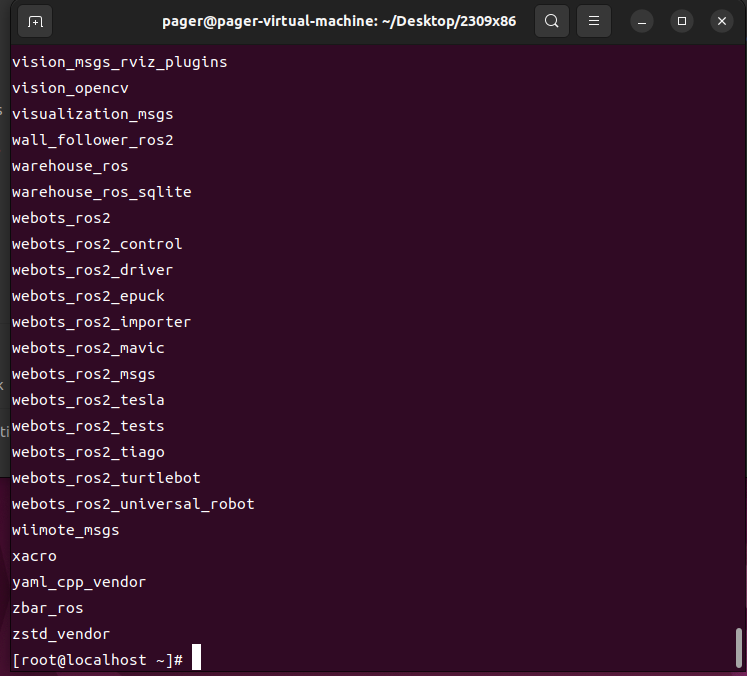 pager@pager-virtual-machine: ~/Desktop/2309x86
vision_msgs_rviz_plugins
vision_opencv
visualization_msgs
wall_follower_ros2
warehouse_ros
warehouse_ros_sqlite
webots_ros2
webots_ros2_control
webots_ros2_driver
webots_ros2_epuck
webots_ros2_importer
webots_ros2_mavic
webots_ros2_msgs
webots_ros2_tesla
webots_ros2_tests
webots_ros2_tiago
webots_ros2_turtlebot
webots_ros2_universal_robot
wiimote_msgs
xacro
yaml_cpp_vendor
zbar_ros
zstd_vendor
[root@localhost ~]#